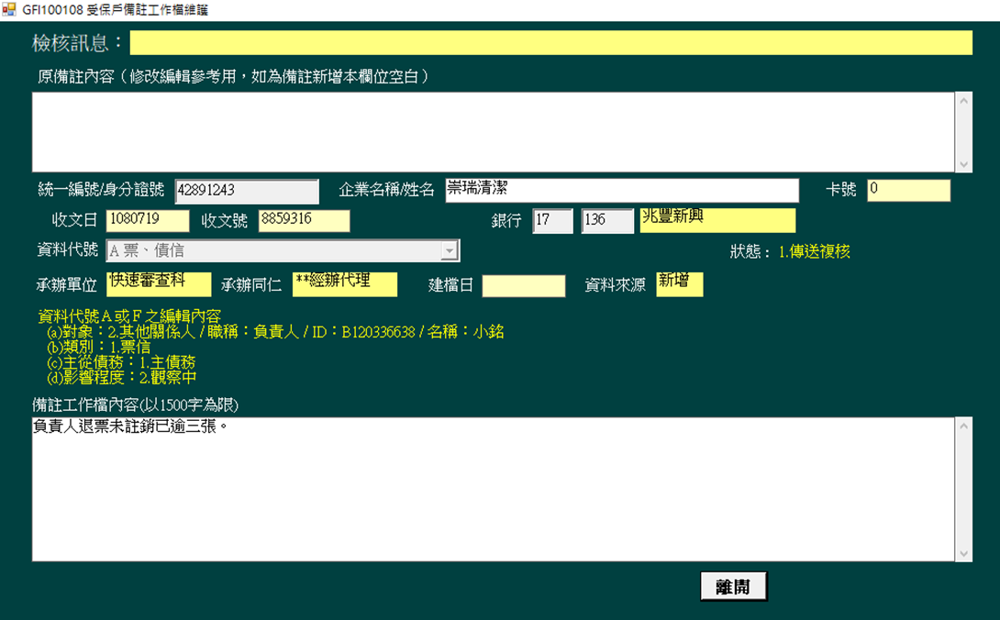 GFI100108 受保戶備註工作檔維護
檢核訊息：
原備註內容（修改編輯參考用，如為備註新增本欄位空白）
統一編號/身分證號 42891243 企業名稱/姓名 崇瑞清潔 卡號 0
收文日 1080719 收文號 8859316 銀行 17 136 兆豐新興
資料代號 A 票、債信 狀態： 1.傳送複核
承辦單位 快速審查科 承辦同仁 **經辦代理 建檔日 資料來源 新增
資料代號Ａ或Ｆ之編輯內容
(a)對象：2.其他關係人 / 職稱：負責人 / ID：B120336638 / 名稱：小銘
(b)類別：1.票信
(c)主從債務：1.主債務
(d)影響程度：2.觀察中
備註工作檔內容(以1500字為限)
負責人退票未註銷已逾三張。
離開